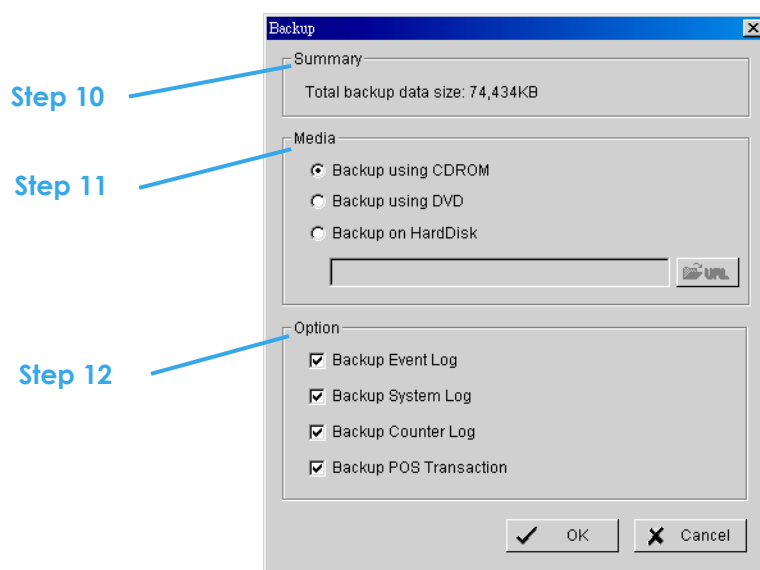 Backup
Summary
Step 10
Total backup data size: 74,434KB
Media
Step 11
Backup using CDROM
Backup using DVD
Backup on HardDisk
URL
Option
Step 12
Backup Event Log
Backup System Log
Backup Counter Log
Backup POS Transaction
OK
Cancel